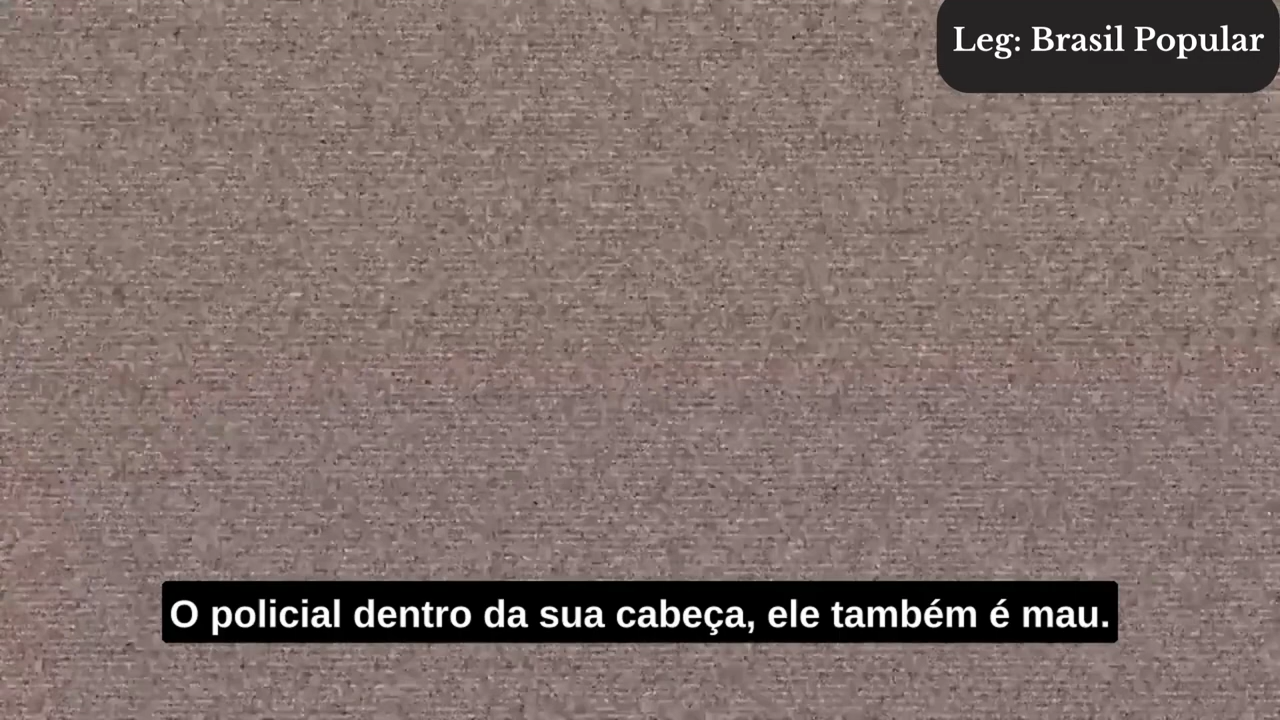 Leg: Brasil Popular
O policial dentro da sua cabeça, ele também é mau.